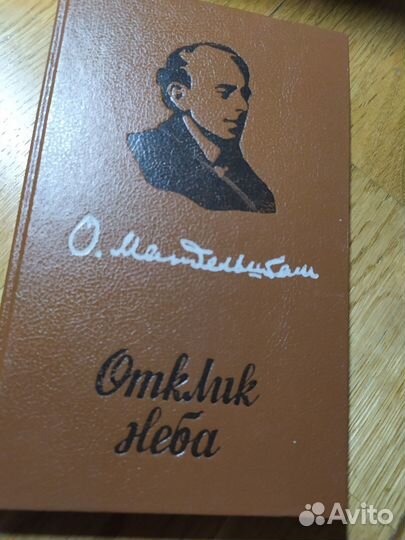 О. Мандельштам
Отклик
неба
Avito